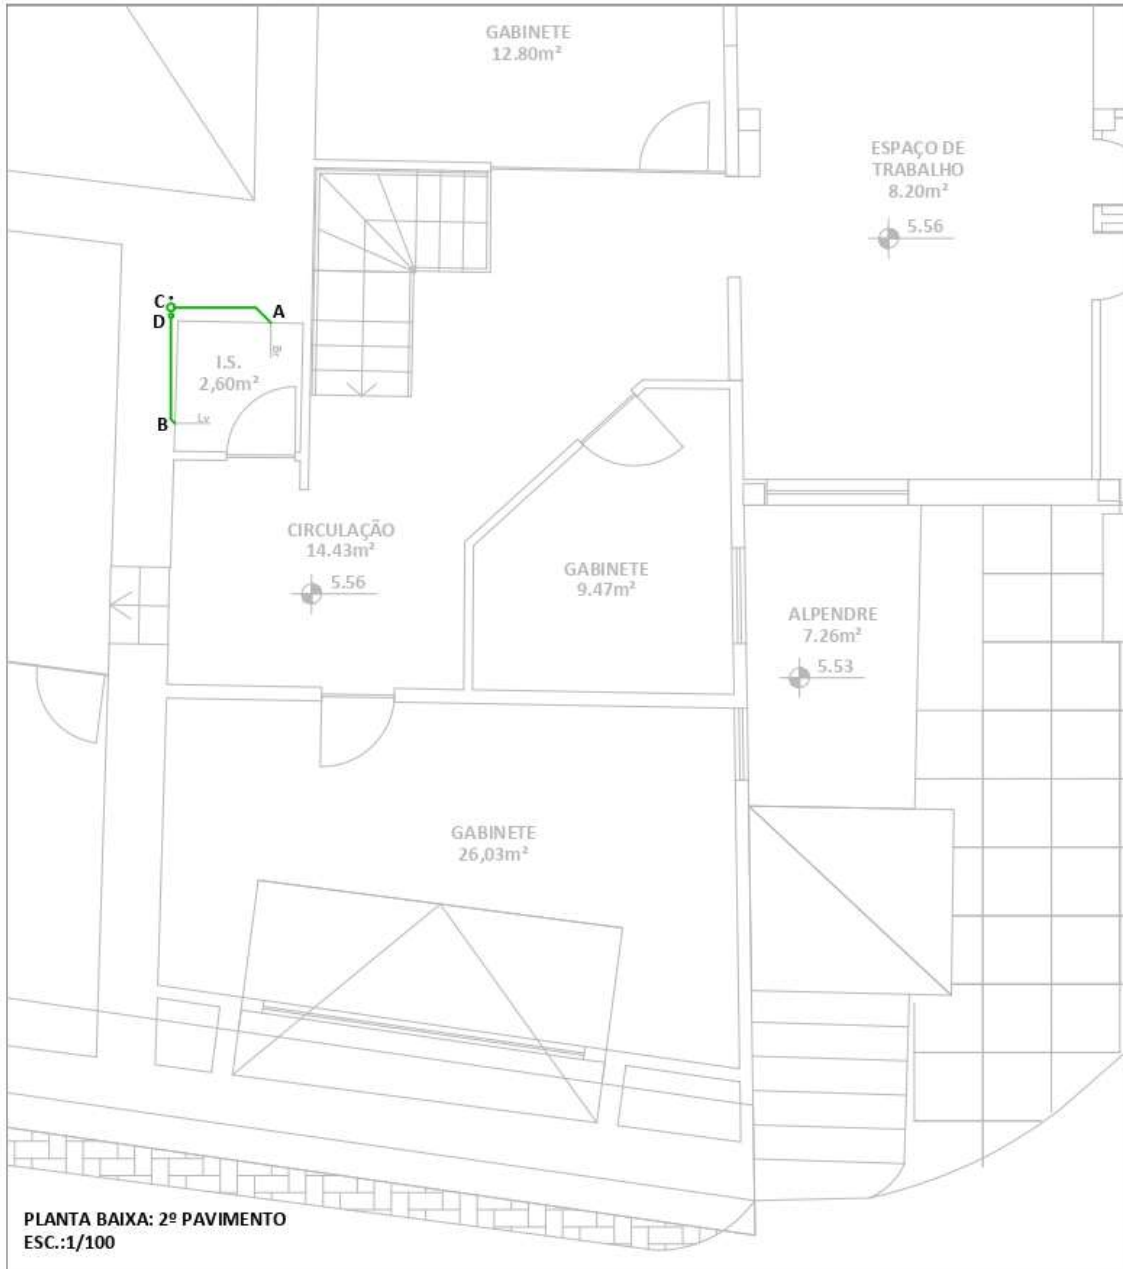 GABINETE
12.80m²
ESPAÇO DE
TRABALHO
8.20m²
5.56
C
A
D
I.S.
2,60m²
Bc
B
Lv
CIRCULAÇÃO
14.43m²
5.56
GABINETE
9.47m²
ALPENDRE
7.26m²
5.53
GABINETE
26,03m²
PLANTA BAIXA: 2º PAVIMENTO
ESC.:1/100